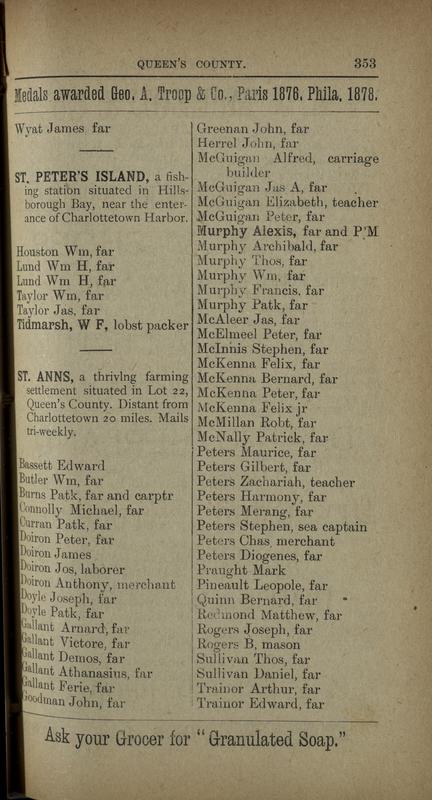 QUEEN'S COUNTY. 353
Medals awarded Geo. A. Troop & Co., Paris 1876, Phila. 1878.
Wyat James far
ST. PETER'S ISLAND, a fish-
ing station situated in Hills-
borough Bay, near the enter-
ance of Charlottetown Harbor.
Houston Wm, far
Lund Wm H, far
Lund Wm H, far
Taylor Wm, far
Taylor Jas, far
Tidmarsh, W F, lobst packer
ST. ANNS, a thriving farming
settlement situated in Lot 22,
Queen's County. Distant from
Charlottetown 20 miles. Mails
tri-weekly.
Bassett Edward
Butler Wm, far
Burns Patk, far and carptr
Connolly Michael, far
Curran Patk, far
Doiron Peter, far
Doiron James
Doiron Jos, laborer
Doiron Anthony, merchant
Doyle Joseph, far
Doyle Patk, far
Gallant Arnard, far
Gallant Victore, far
Gallant Demos, far
Gallant Athanasius, far
Gallant Ferie, far
Goodman John, far
Greenan John, far
Herrel John, far
McGuigan Alfred, carriage
builder
McGuigan Jas A, far
McGuigan Elizabeth, teacher
McGuigan Peter, far
Murphy Alexis, far and P M
Murphy Archibald, far
Murphy Thos, far
Murphy Wm, far
Murphy Francis, far
Murphy Patk, far
McAleer Jas, far
McElmeel Peter, far
McInnis Stephen, far
McKenna Felix, far
McKenna Bernard, far
McKenna Peter, far
McKenna Felix jr
McMillan Robt, far
McNally Patrick, far
Peters Maurice, far
Peters Gilbert, far
Peters Zachariah, teacher
Peters Harmony, far
Peters Merang, far
Peters Stephen, sea captain
Peters Chas merchant
Peters Diogenes, far
Praught Mark
Pineault Leopole, far
Quinn Bernard, far
Redmond Matthew, far
Rogers Joseph, far
Rogers B, mason
Sullivan Thos, far
Sullivan Daniel, far
Trainor Arthur, far
Trainor Edward, far
Ask your Grocer for "Granulated Soap."